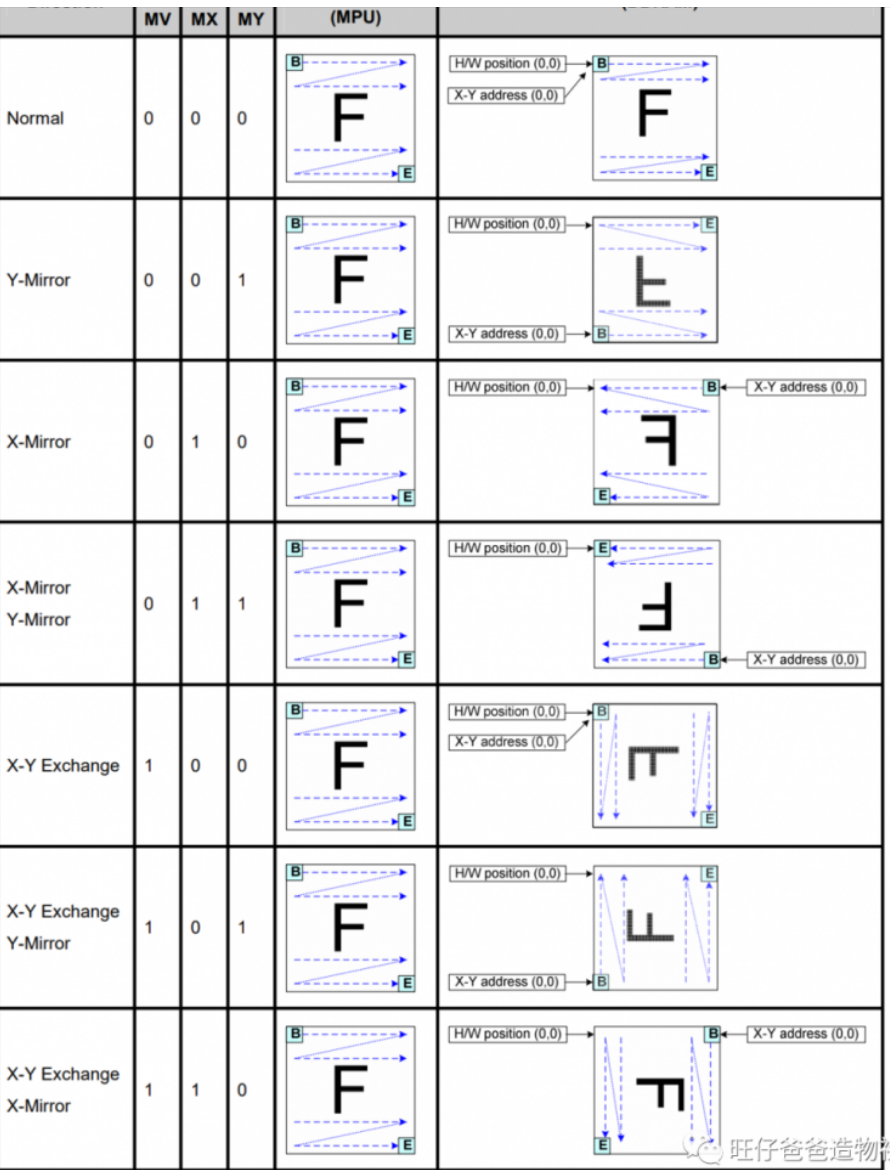 MV MX MY (MPU)
Normal 0 0 0
B
F
E
H/W position (0,0)
X-Y address (0,0)
B
F
E
Y-Mirror 0 0 1
B
F
E
H/W position (0,0)
X-Y address (0,0)
E
F
B
X-Mirror 0 1 0
B
F
E
H/W position (0,0)
B
X-Y address (0,0)
F
E
X-Mirror
Y-Mirror
0 1 1
B
F
E
H/W position (0,0)
E
F
B
X-Y address (0,0)
X-Y Exchange 1 0 0
B
F
E
H/W position (0,0)
X-Y address (0,0)
B
F
E
X-Y Exchange
Y-Mirror
1 0 1
B
F
E
H/W position (0,0)
X-Y address (0,0)
E
F
B
X-Y Exchange
X-Mirror
1 1 0
B
F
E
H/W position (0,0)
B
X-Y address (0,0)
F
E
旺仔爸爸造物